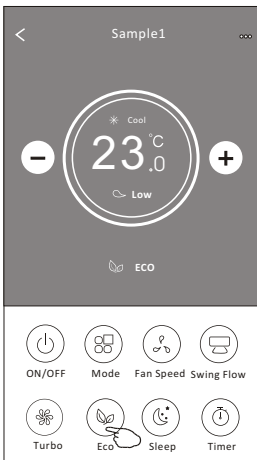 Sample1
Cool
23.0°C
Low
ECO
ON/OFF Mode Fan Speed Swing Flow
Turbo Eco Sleep Timer